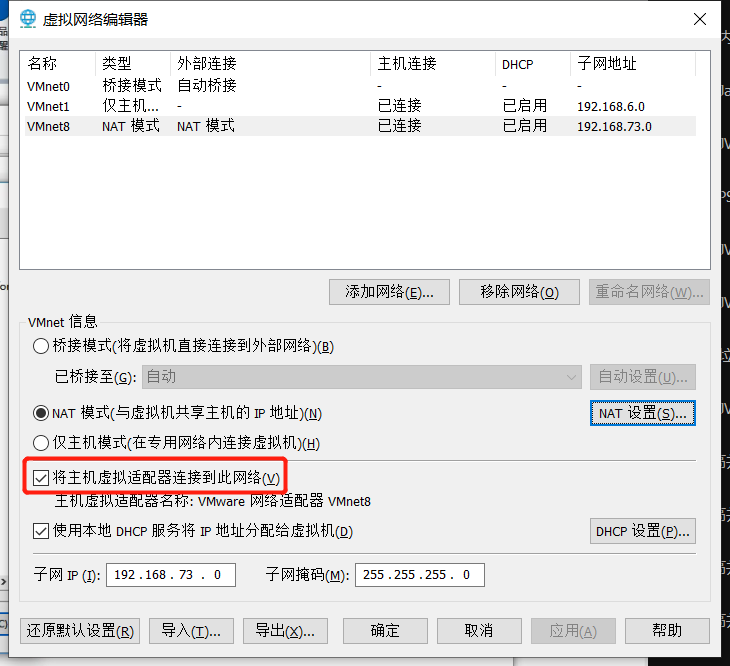 虚拟网络编辑器
名称 类型 外部连接 主机连接 DHCP 子网地址
VMnet0 桥接模式 自动桥接 - - -
VMnet1 仅主机... - 已连接 已启用 192.168.6.0
VMnet8 NAT 模式 NAT 模式 已连接 已启用 192.168.73.0
添加网络(E)... 移除网络(O) 重命名网络(W)...
VMnet 信息
桥接模式(将虚拟机直接连接到外部网络)(B)
已桥接至(G): 自动 自动设置(U)...
NAT 模式(与虚拟机共享主机的 IP 地址)(N) NAT 设置(S)...
仅主机模式(在专用网络内连接虚拟机)(H)
将主机虚拟适配器连接到此网络(V)
主机虚拟适配器名称: VMware 网络适配器 VMnet8
使用本地 DHCP 服务将 IP 地址分配给虚拟机(D) DHCP 设置(P)...
子网 IP (I): 192.168.73.0 子网掩码(M): 255.255.255.0
还原默认设置(R) 导入(T)... 导出(X)... 确定 取消 应用(A) 帮助